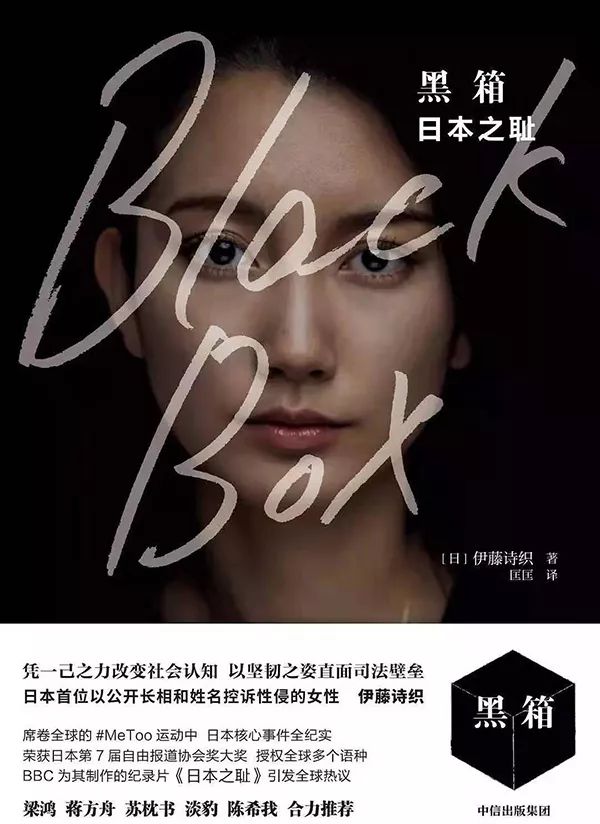 黑箱
日本之耻
Black
Box
[日] 伊藤诗织 著
匡匡 译
凭一己之力改变社会认知 以坚韧之姿直面司法壁垒
日本首位以公开长相和姓名控诉性侵的女性 伊藤诗织
席卷全球的 #MeToo 运动中 日本核心事件全纪实
荣获日本第 7 届自由报道协会奖大奖 授权全球多个语种
BBC 为其制作的纪录片《日本之耻》引发全球热议
梁鸿 蒋方舟 苏枕书 淡豹 陈希我 合力推荐
黑箱
中信出版集团